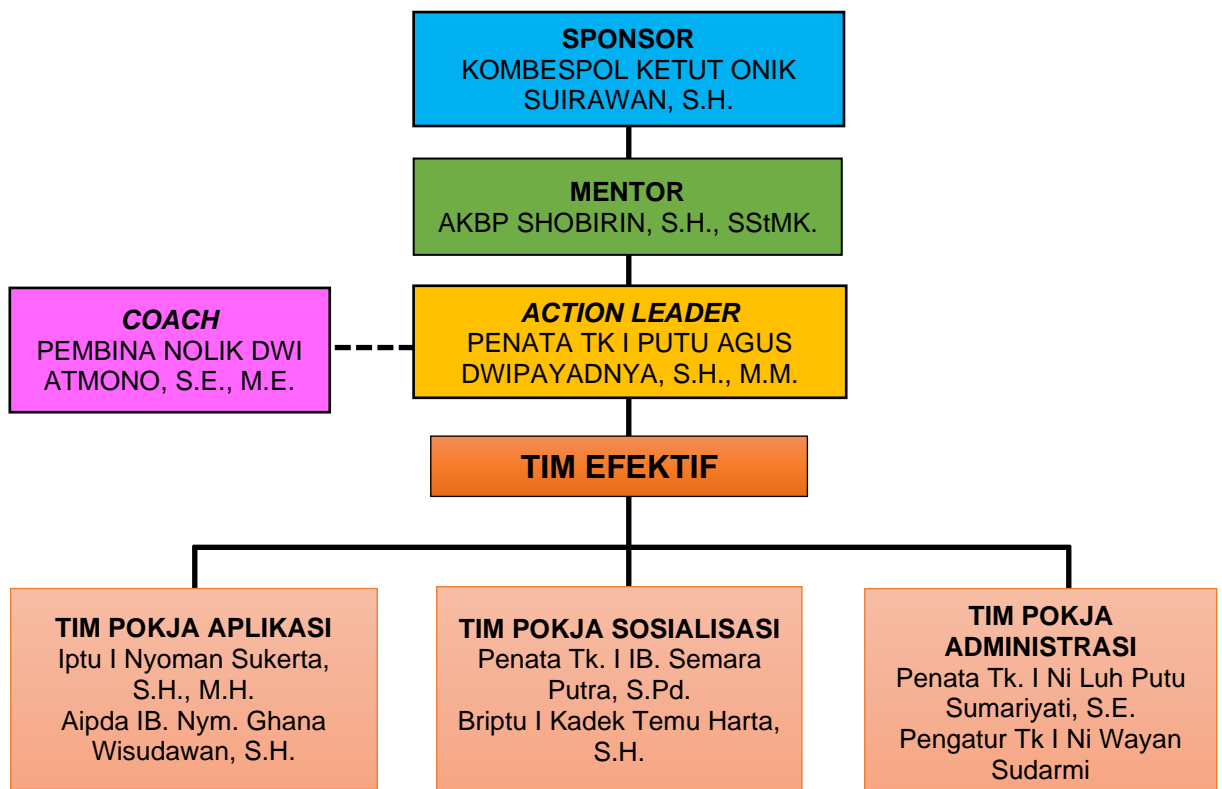 SPONSOR
KOMBESPOL KETUT ONIK
SUIRAWAN, S.H.
MENTOR
AKBP SHOBIRIN, S.H., SStMK.
COACH
PEMBINA NOLIK DWI
ATMONO, S.E., M.E.
ACTION LEADER
PENATA TK I PUTU AGUS
DWIPAYADNYA, S.H., M.M.
TIM EFEKTIF
TIM POKJA APLIKASI
Iptu I Nyoman Sukerta,
S.H., M.H.
Aipda IB. Nym. Ghana
Wisudawan, S.H.
TIM POKJA SOSIALISASI
Penata Tk. I IB. Semara
Putra, S.Pd.
Briptu I Kadek Temu Harta,
S.H.
TIM POKJA
ADMINISTRASI
Penata Tk. I Ni Luh Putu
Sumariyati, S.E.
Pengatur Tk I Ni Wayan
Sudarmi